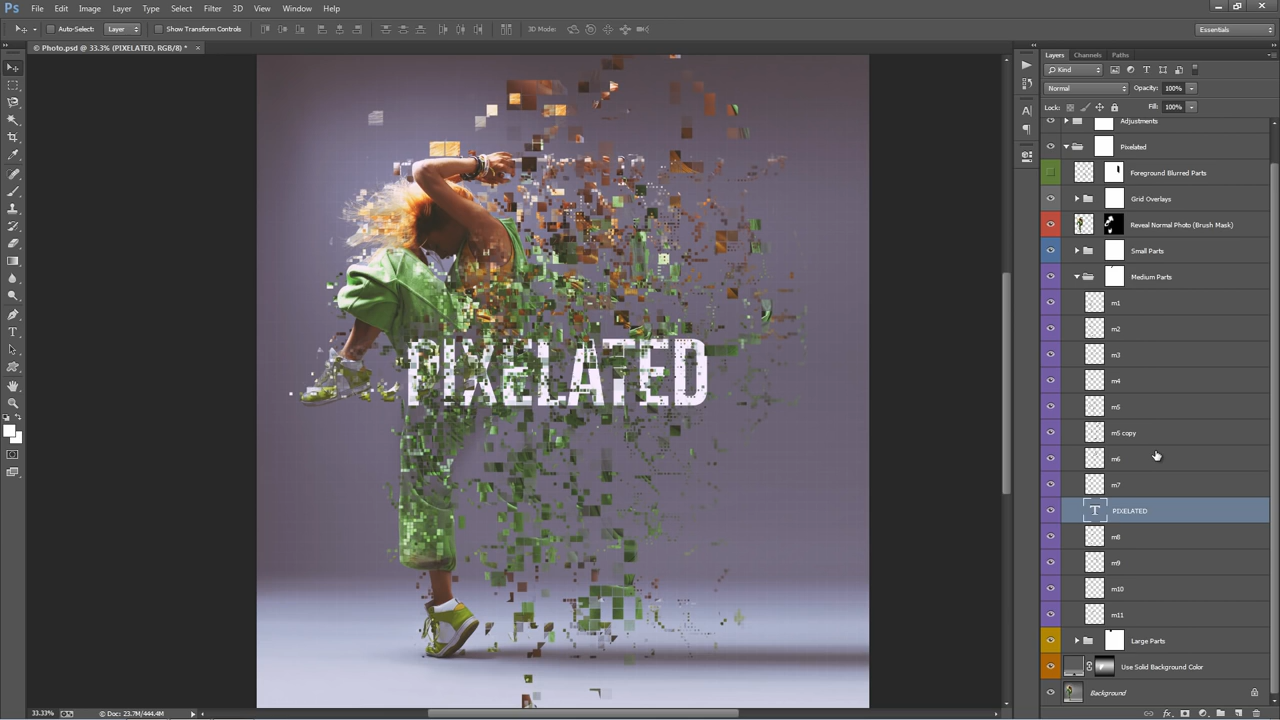 Ps File Edit Image Layer Type Select Filter 3D View Window Help
Auto-Select: Layer Show Transform Controls 3D Mode: Essentials
© Photo.psd @ 33.3% (PIXELATED, RGB/8) * ×
PIXELATED
33.33% Doc: 23.7M/444.4M
Layers Channels Paths
Kind
Normal Opacity: 100%
Lock: Fill: 100%
Adjustments
Pixelated
Foreground Blurred Parts
Grid Overlays
Reveal Normal Photo (Brush Mask)
Small Parts
Medium Parts
m1
m2
m3
m4
m5
m5 copy
m6
m7
PIXELATED
m8
m9
m10
m11
Large Parts
Use Solid Background Color
Background